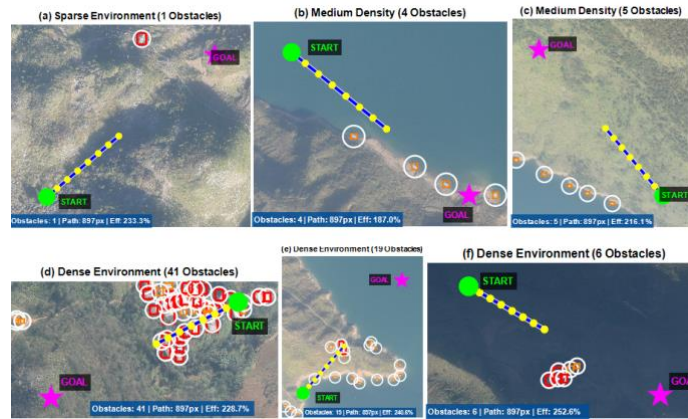 (a) Sparse Environment (1 Obstacles)
GOAL
START
Obstacles: 1 | Path: 897px | Eff: 233.3%
(b) Medium Density (4 Obstacles)
START
GOAL
Obstacles: 4 | Path: 897px | Eff: 187.0%
(c) Medium Density (5 Obstacles)
GOAL
START
Obstacles: 5 | Path: 897px | Eff: 216.1%
(d) Dense Environment (41 Obstacles)
START
GOAL
Obstacles: 41 | Path: 897px | Eff: 228.7%
(e) Dense Environment (19 Obstacles)
GOAL
START
Path: 897px | Eff:
(f) Dense Environment (6 Obstacles)
START
GOAL
Obstacles: 6 | Path: 897px | Eff: 252.6%